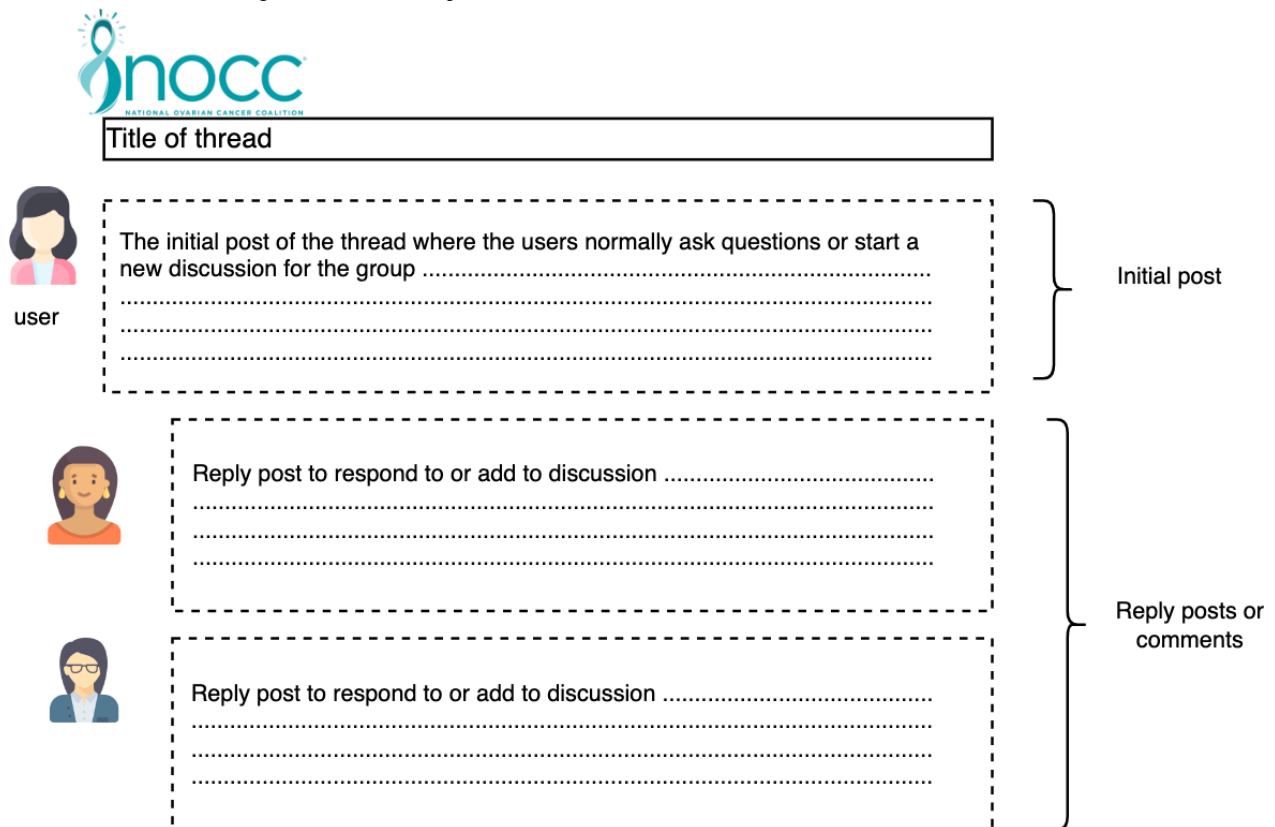 nocc
NATIONAL OVARIAN CANCER COALITION
Title of thread
The initial post of the thread where the users normally ask questions or start a
new discussion for the group ................................................................................
................................................................................................................................
................................................................................................................................
................................................................................................................................
Initial post
user
Reply post to respond to or add to discussion ..........................................
....................................................................................................................
....................................................................................................................
....................................................................................................................
Reply posts or
comments
Reply post to respond to or add to discussion ..........................................
....................................................................................................................
....................................................................................................................
....................................................................................................................